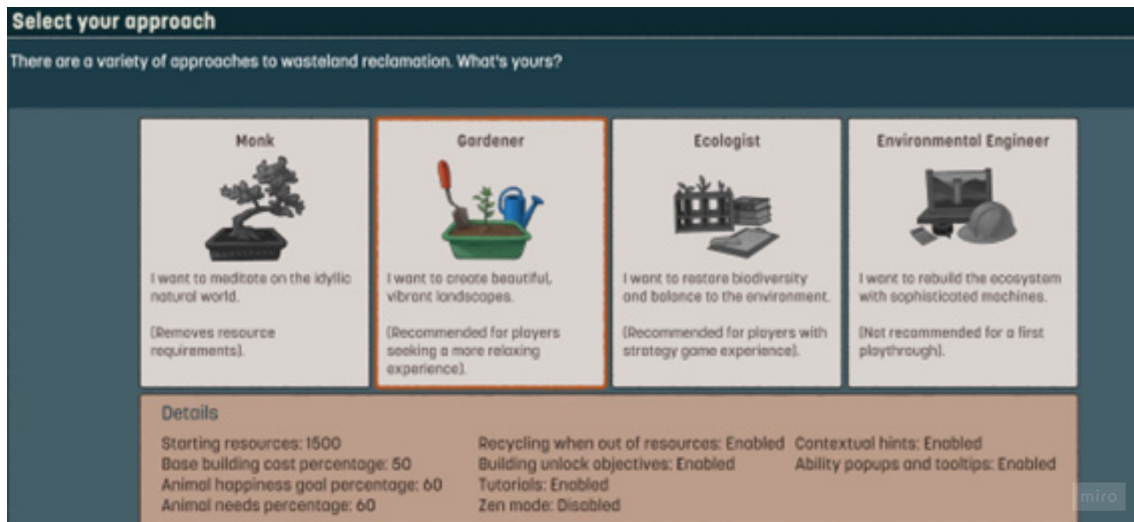 Select your approach
There are a variety of approaches to wasteland reclamation. What's yours?
Monk
I want to meditate on the idyllic
natural world.
(Removes resource
requirements).
Gardener
I want to create beautiful,
vibrant landscapes.
(Recommended for players
seeking a more relaxing
experience).
Ecologist
I want to restore biodiversity
and balance to the environment.
(Recommended for players with
strategy game experience).
Environmental Engineer
I want to rebuild the ecosystem
with sophisticated machines.
(Not recommended for a first
playthrough).
Details
Starting resources: 1500
Base building cost percentage: 50
Animal happiness goal percentage: 60
Animal needs percentage: 60
Recycling when out of resources: Enabled
Building unlock objectives: Enabled
Tutorials: Enabled
Zen mode: Disabled
Contextual hints: Enabled
Ability popups and tooltips: Enabled
miro